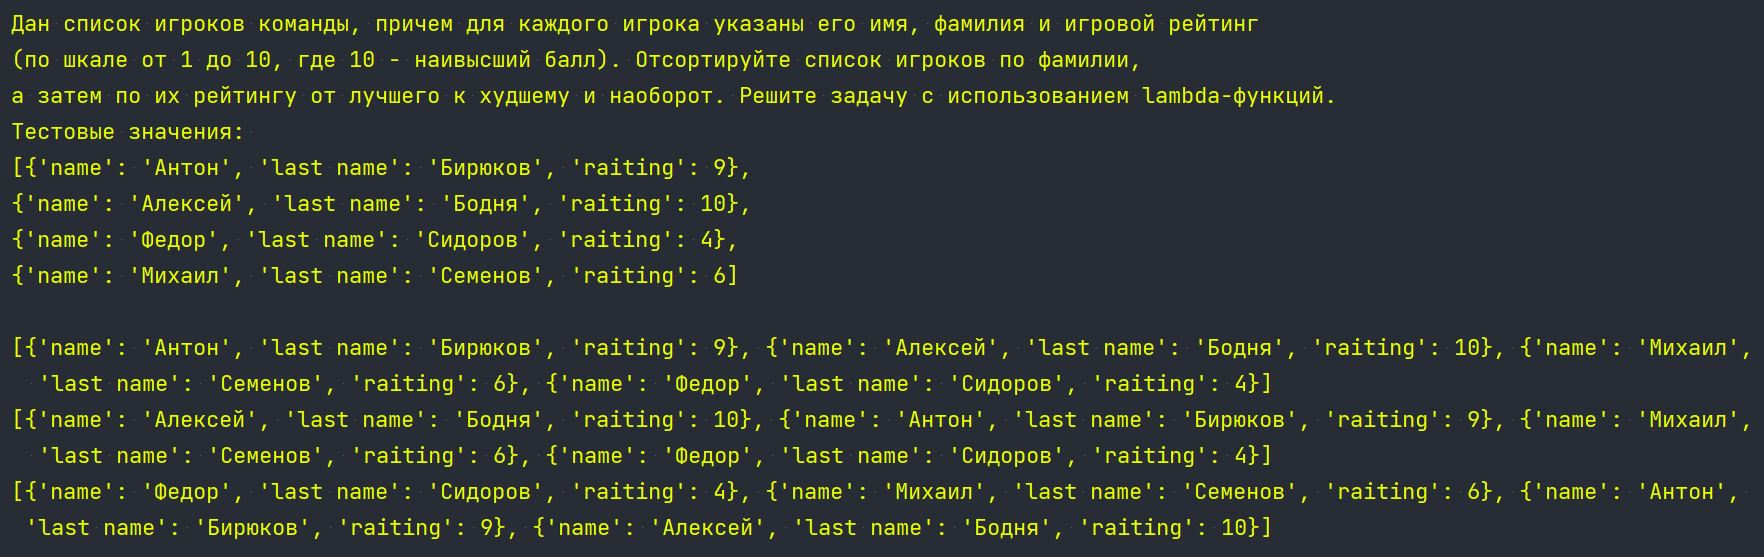 Дан список игроков команды, причем для каждого игрока указаны его имя, фамилия и игровой рейтинг
(по шкале от 1 до 10, где 10 - наивысший балл). Отсортируйте список игроков по фамилии,
а затем по их рейтингу от лучшего к худшему и наоборот. Решите задачу с использованием lambda-функций.
Тестовые значения:
[{'name': 'Антон', 'last name': 'Бирюков', 'raiting': 9},
{'name': 'Алексей', 'last name': 'Бодня', 'raiting': 10},
{'name': 'Федор', 'last name': 'Сидоров', 'raiting': 4},
{'name': 'Михаил', 'last name': 'Семенов', 'raiting': 6]
[{'name': 'Антон', 'last name': 'Бирюков', 'raiting': 9}, {'name': 'Алексей', 'last name': 'Бодня', 'raiting': 10}, {'name': 'Михаил',
'last name': 'Семенов', 'raiting': 6}, {'name': 'Федор', 'last name': 'Сидоров', 'raiting': 4}]
[{'name': 'Алексей', 'last name': 'Бодня', 'raiting': 10}, {'name': 'Антон', 'last name': 'Бирюков', 'raiting': 9}, {'name': 'Михаил',
'last name': 'Семенов', 'raiting': 6}, {'name': 'Федор', 'last name': 'Сидоров', 'raiting': 4}]
[{'name': 'Федор', 'last name': 'Сидоров', 'raiting': 4}, {'name': 'Михаил', 'last name': 'Семенов', 'raiting': 6}, {'name': 'Антон',
'last name': 'Бирюков', 'raiting': 9}, {'name': 'Алексей', 'last name': 'Бодня', 'raiting': 10}]